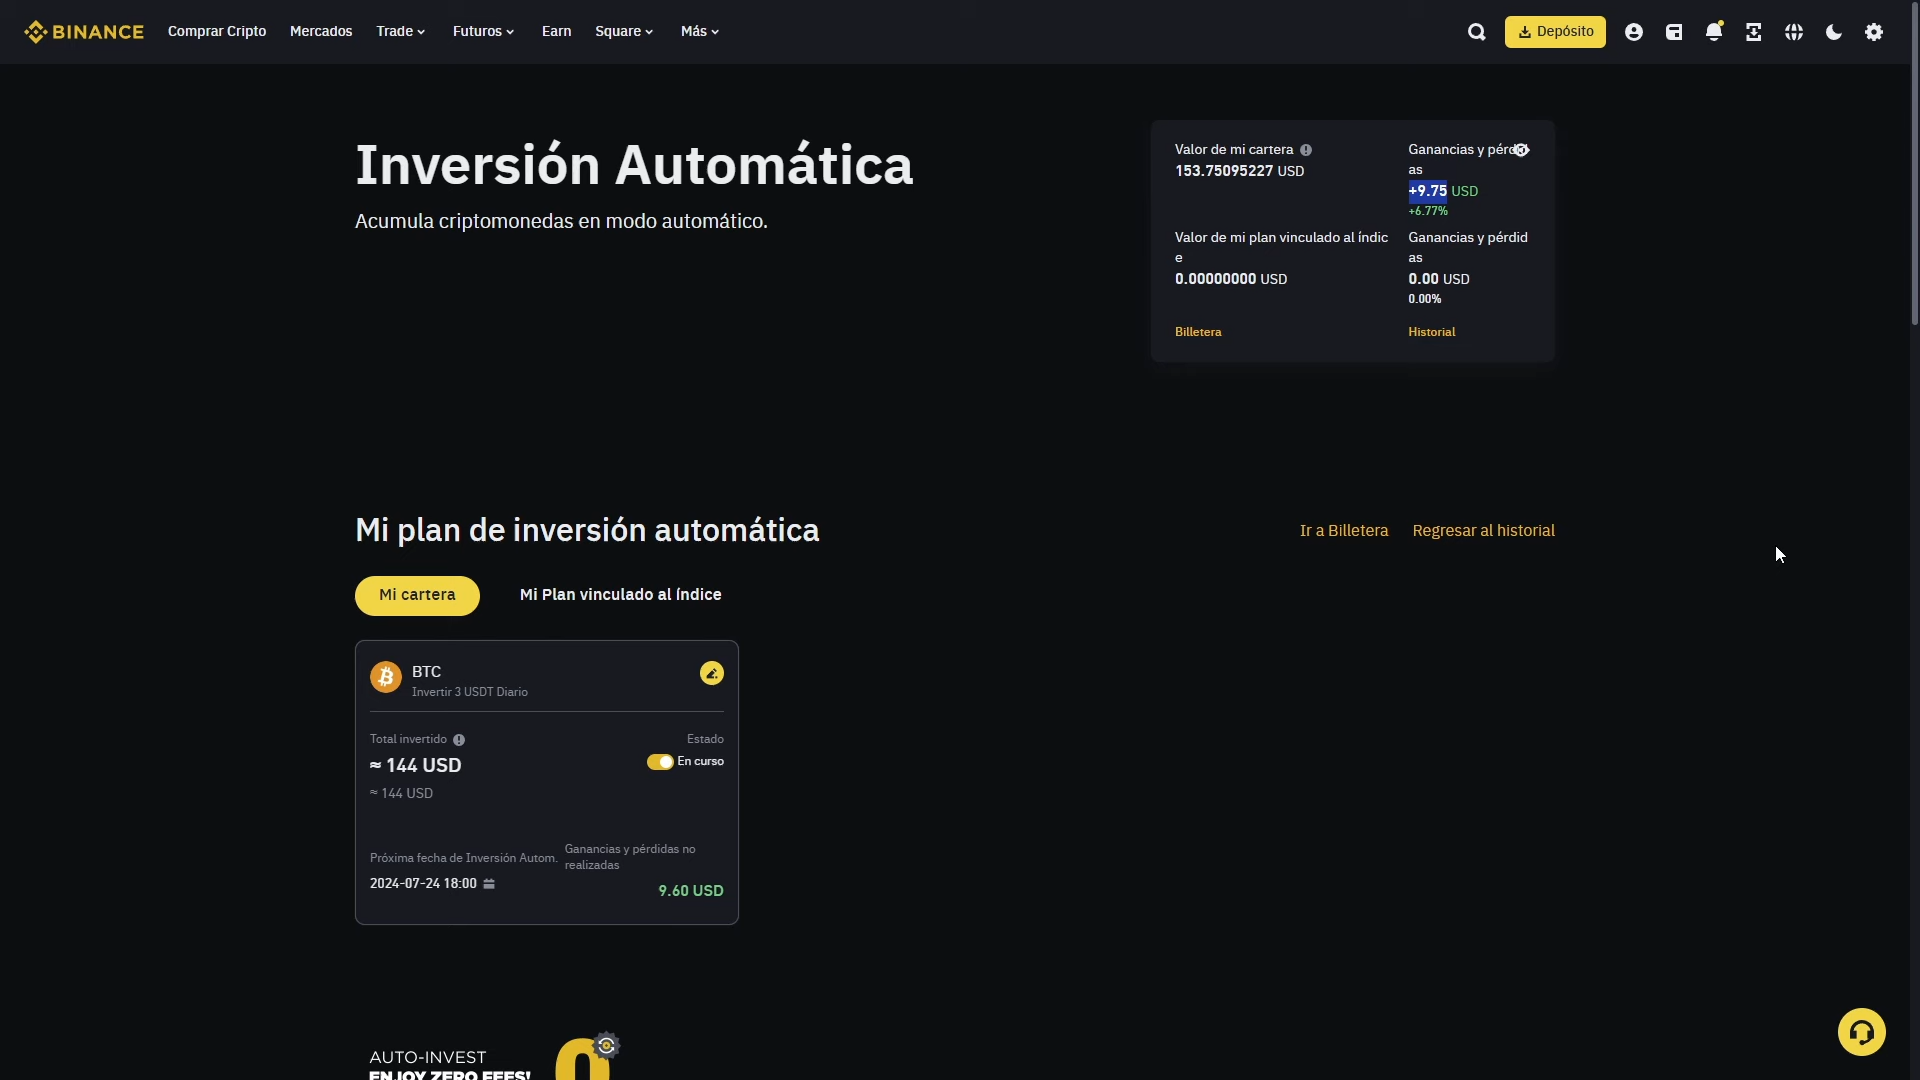 BINANCE Comprar Cripto Mercados Trade Futuros Earn Square Más Depósito
Inversión Automática
Acumula criptomonedas en modo automático.
Valor de mi cartera
153.75095227 USD
Ganancias y pérdid
as
+9.75 USD
+6.77%
Valor de mi plan vinculado al índic
e
0.00000000 USD
Ganancias y pérdid
as
0.00 USD
0.00%
Billetera Historial
Mi plan de inversión automática
Ir a Billetera Regresar al historial
Mi cartera Mi Plan vinculado al Índice
BTC
Invertir 3 USDT Diario
Total invertido
≈ 144 USD
≈ 144 USD
Estado
En curso
Próxima fecha de Inversión Autom.
2024-07-24 18:00
Ganancias y pérdidas no
realizadas
9.60 USD
AUTO-INVEST
ENJOY ZERO FEES!
0